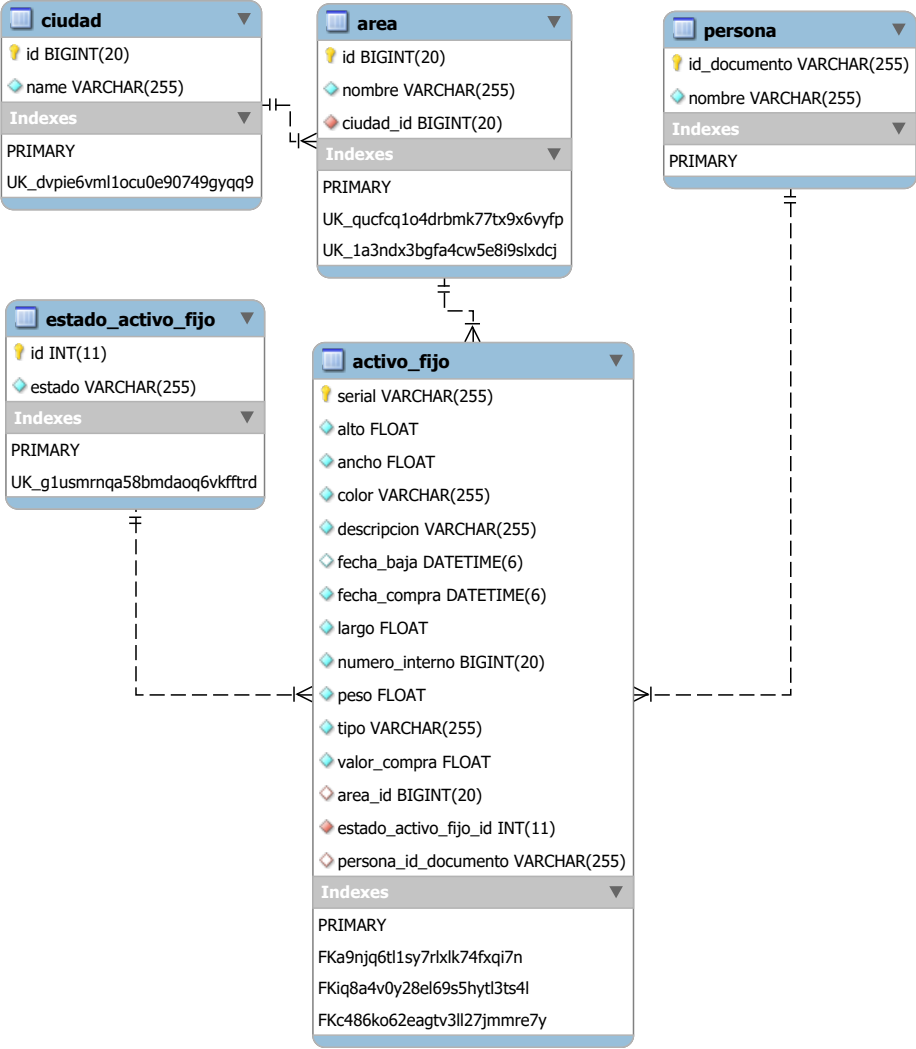 ciudad
id BIGINT(20)
name VARCHAR(255)
Indexes
PRIMARY
UK_dvpie6vml1ocu0e90749gyqq9
area
id BIGINT(20)
nombre VARCHAR(255)
ciudad_id BIGINT(20)
Indexes
PRIMARY
UK_qucfcq1o4drbmk77tx9x6vyfp
UK_1a3ndx3bgfa4cw5e8i9slxdcj
persona
id_documento VARCHAR(255)
nombre VARCHAR(255)
Indexes
PRIMARY
estado_activo_fijo
id INT(11)
estado VARCHAR(255)
Indexes
PRIMARY
UK_g1usmrnqa58bmdaoq6vkfftrd
activo_fijo
serial VARCHAR(255)
alto FLOAT
ancho FLOAT
color VARCHAR(255)
descripcion VARCHAR(255)
fecha_baja DATETIME(6)
fecha_compra DATETIME(6)
largo FLOAT
numero_interno BIGINT(20)
peso FLOAT
tipo VARCHAR(255)
valor_compra FLOAT
area_id BIGINT(20)
estado_activo_fijo_id INT(11)
persona_id_documento VARCHAR(255)
Indexes
PRIMARY
FKa9njq6tl1sy7rlxlk74fxqi7n
FKiq8a4v0y28el69s5hytl3ts4l
FKc486ko62eagtv3ll27jmmre7y